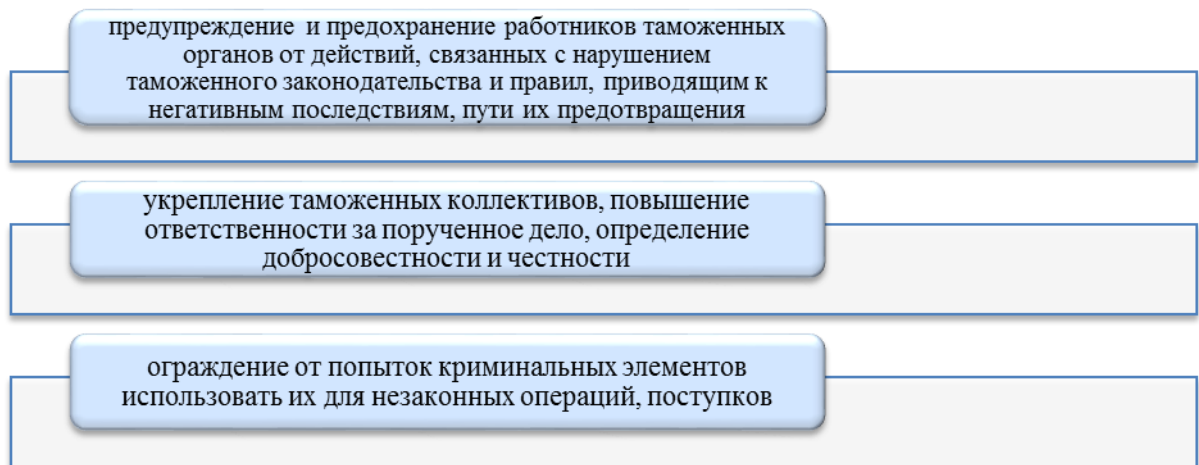 предупреждение и предохранение работников таможенных
органов от действий, связанных с нарушением
таможенного законодательства и правил, приводящим к
негативным последствиям, пути их предотвращения
укрепление таможенных коллективов, повышение
ответственности за порученное дело, определение
добросовестности и честности
ограждение от попыток криминальных элементов
использовать их для незаконных операций, поступков